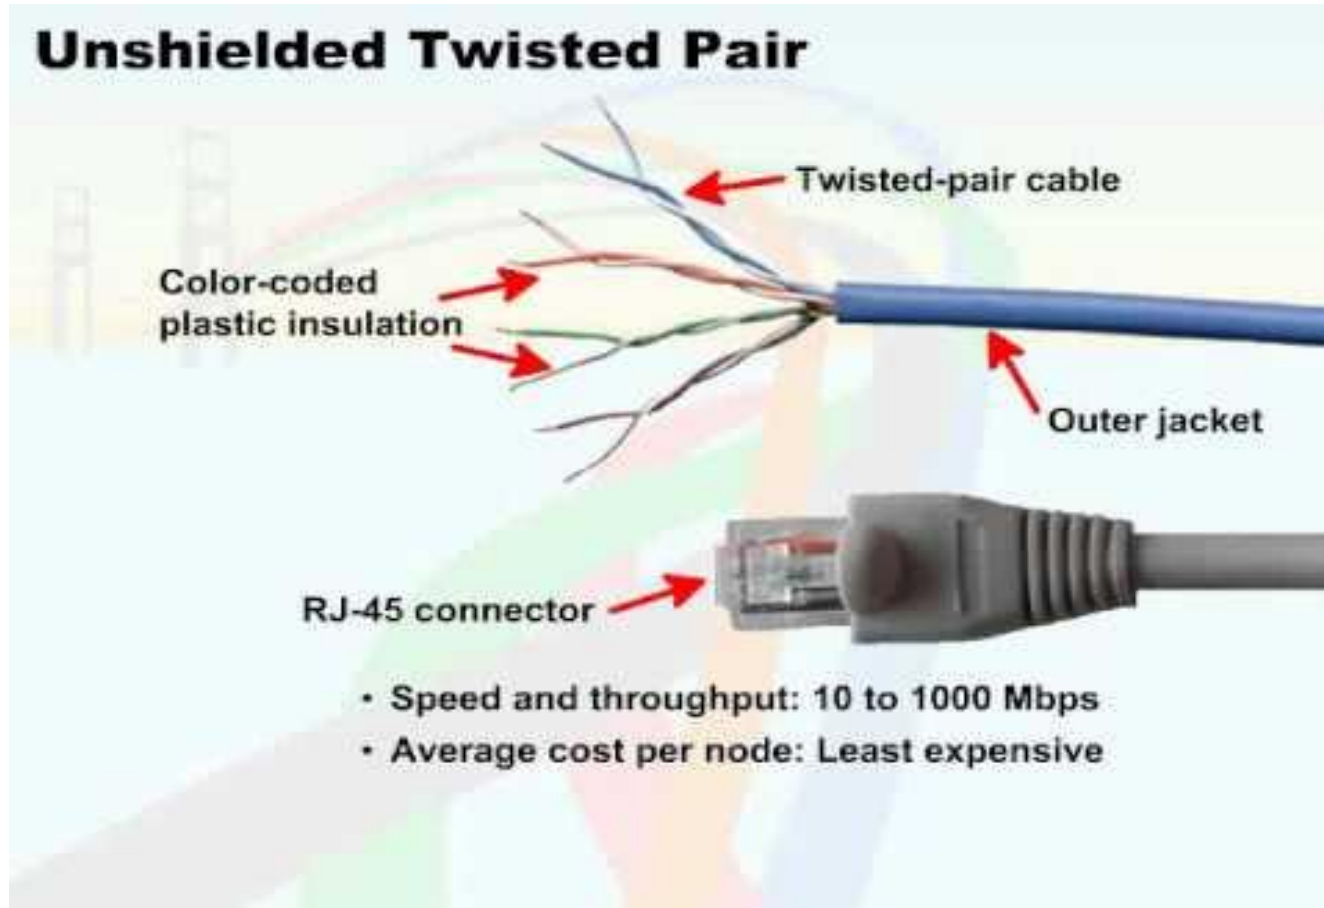 Unshielded Twisted Pair
Twisted-pair cable
Color-coded
plastic insulation
Outer jacket
RJ-45 connector
• Speed and throughput: 10 to 1000 Mbps
• Average cost per node: Least expensive